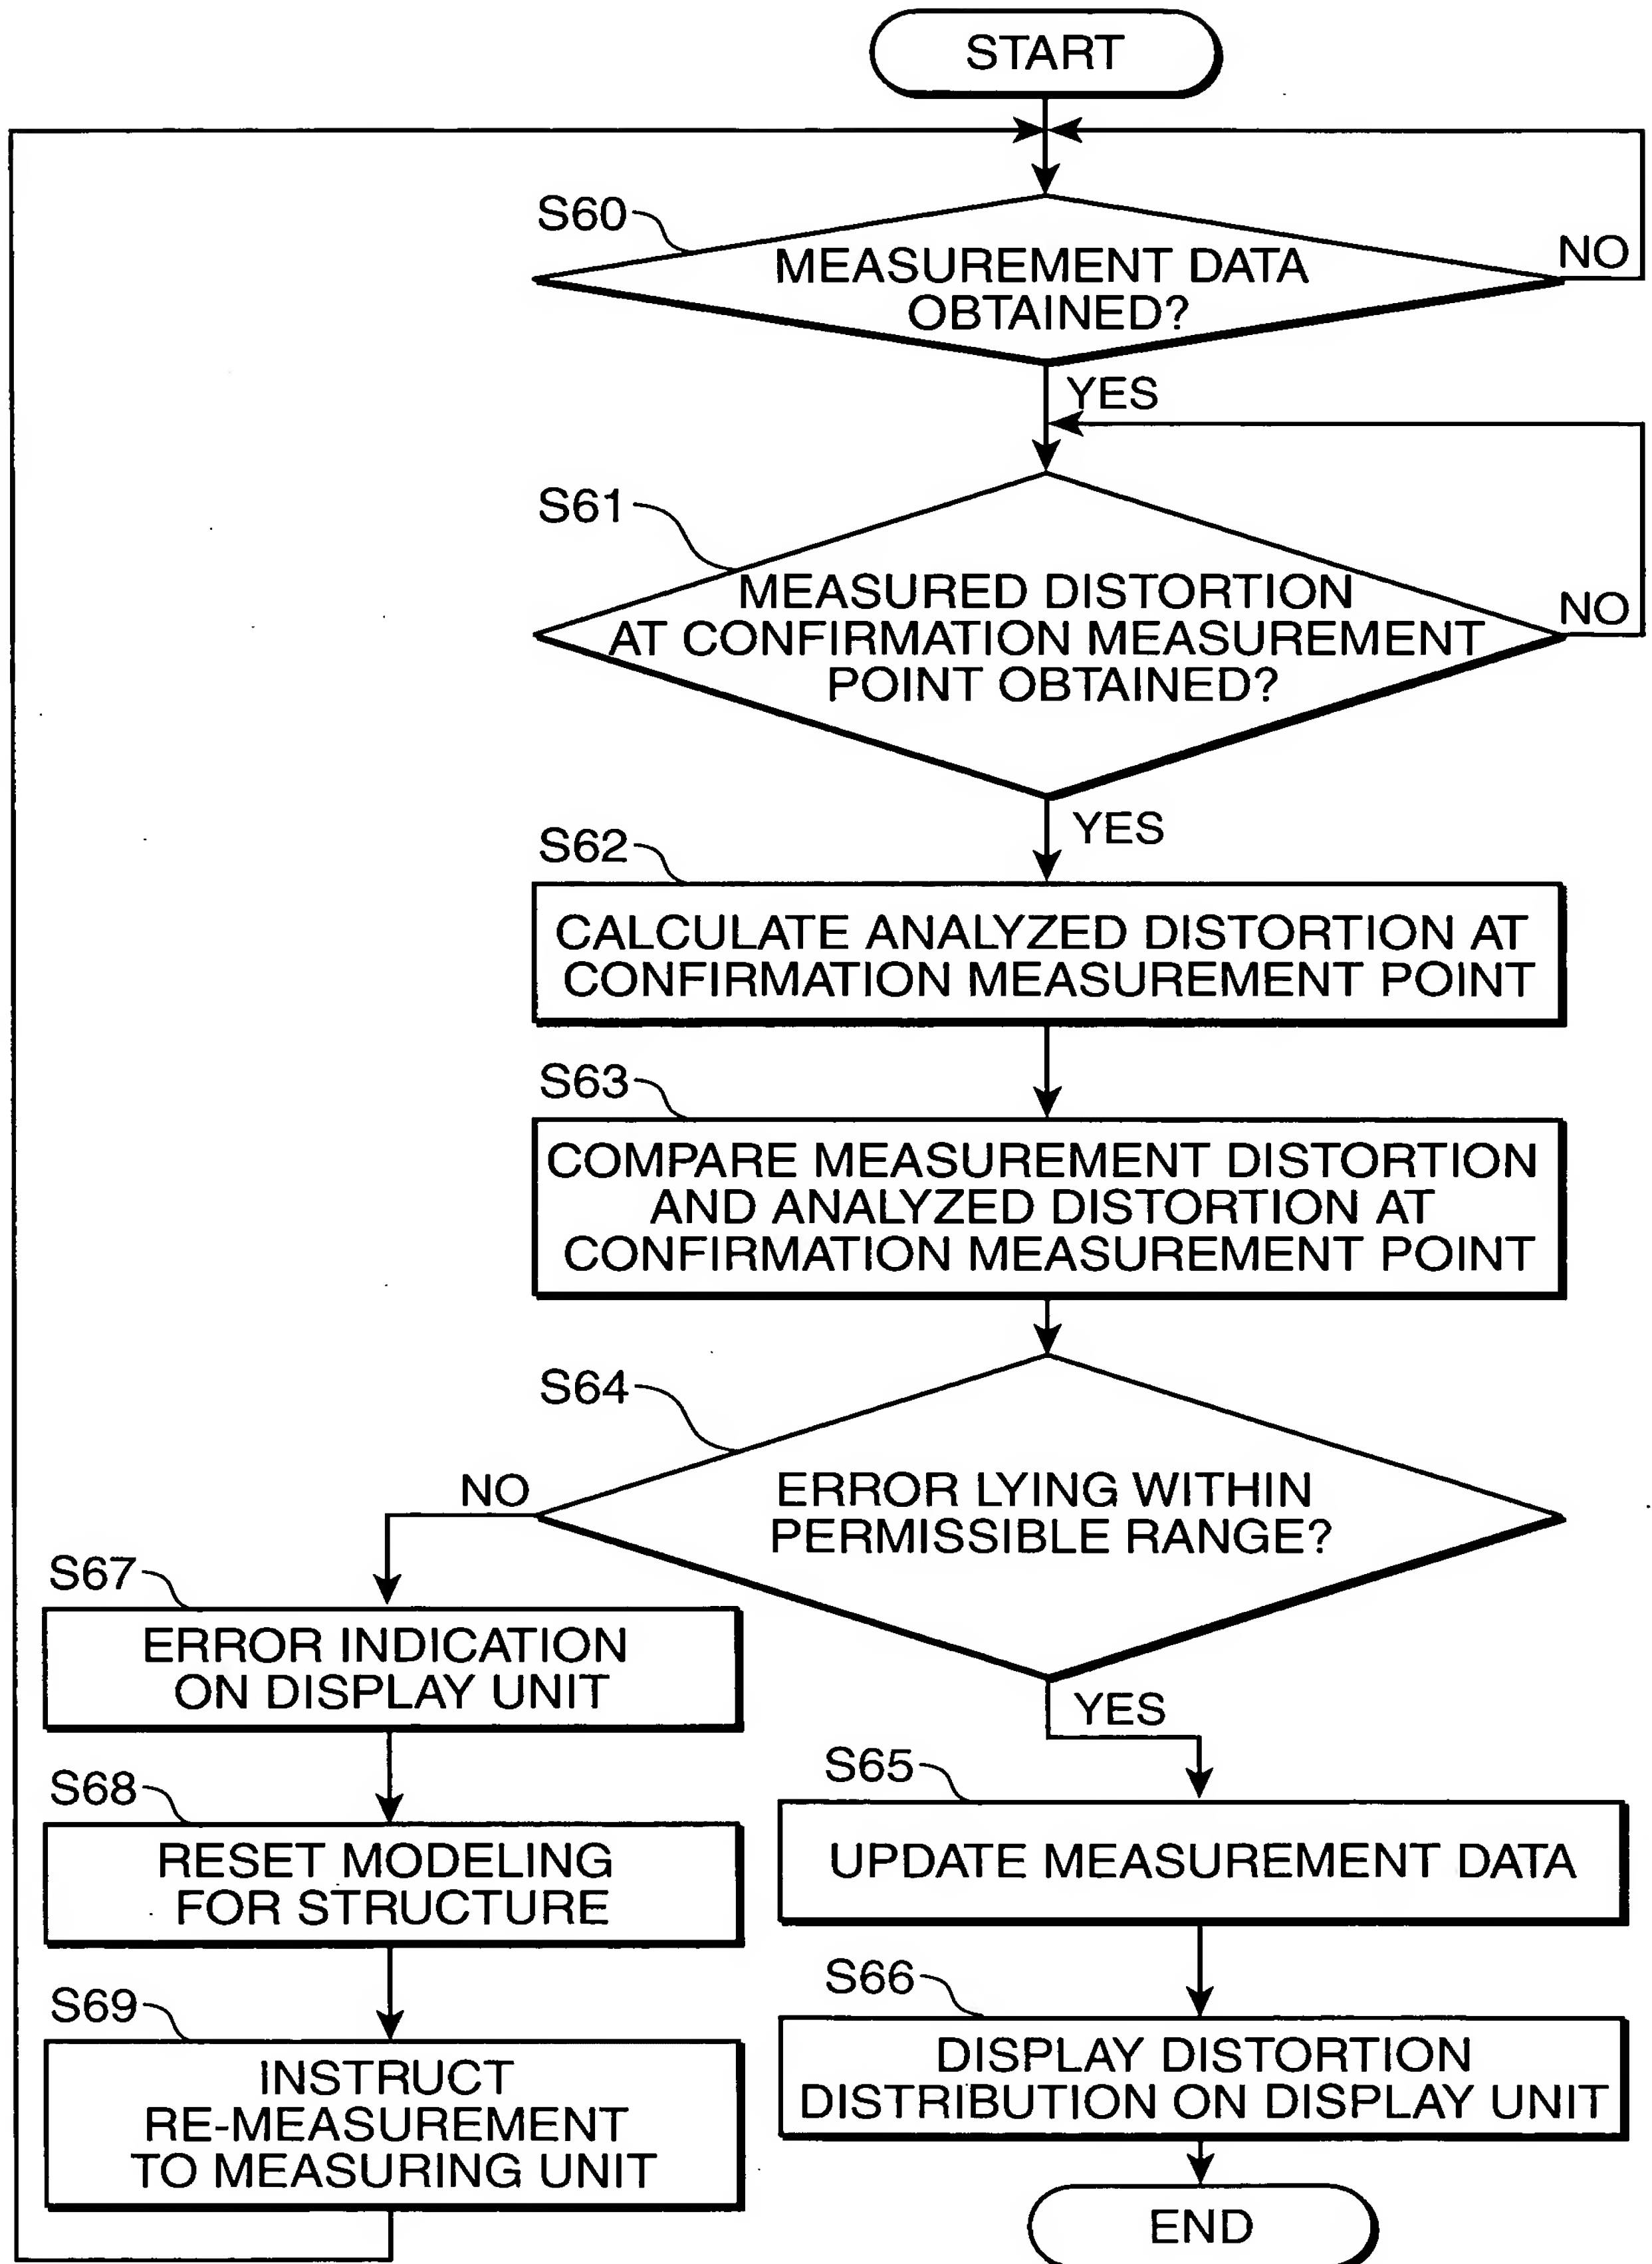 START
S60
MEASUREMENT DATA
OBTAINED?
NO
YES
S61
MEASURED DISTORTION
AT CONFIRMATION MEASUREMENT
POINT OBTAINED?
NO
YES
S62
CALCULATE ANALYZED DISTORTION AT
CONFIRMATION MEASUREMENT POINT
S63
COMPARE MEASUREMENT DISTORTION
AND ANALYZED DISTORTION AT
CONFIRMATION MEASUREMENT POINT
S64
ERROR LYING WITHIN
PERMISSIBLE RANGE?
NO
YES
S67
ERROR INDICATION
ON DISPLAY UNIT
S68
RESET MODELING
FOR STRUCTURE
S69
INSTRUCT
RE-MEASUREMENT
TO MEASURING UNIT
S65
UPDATE MEASUREMENT DATA
S66
DISPLAY DISTORTION
DISTRIBUTION ON DISPLAY UNIT
END